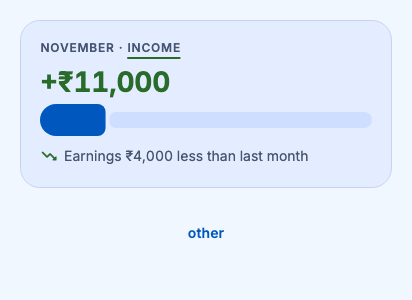 NOVEMBER · INCOME
+₹11,000
Earnings ₹4,000 less than last month
other